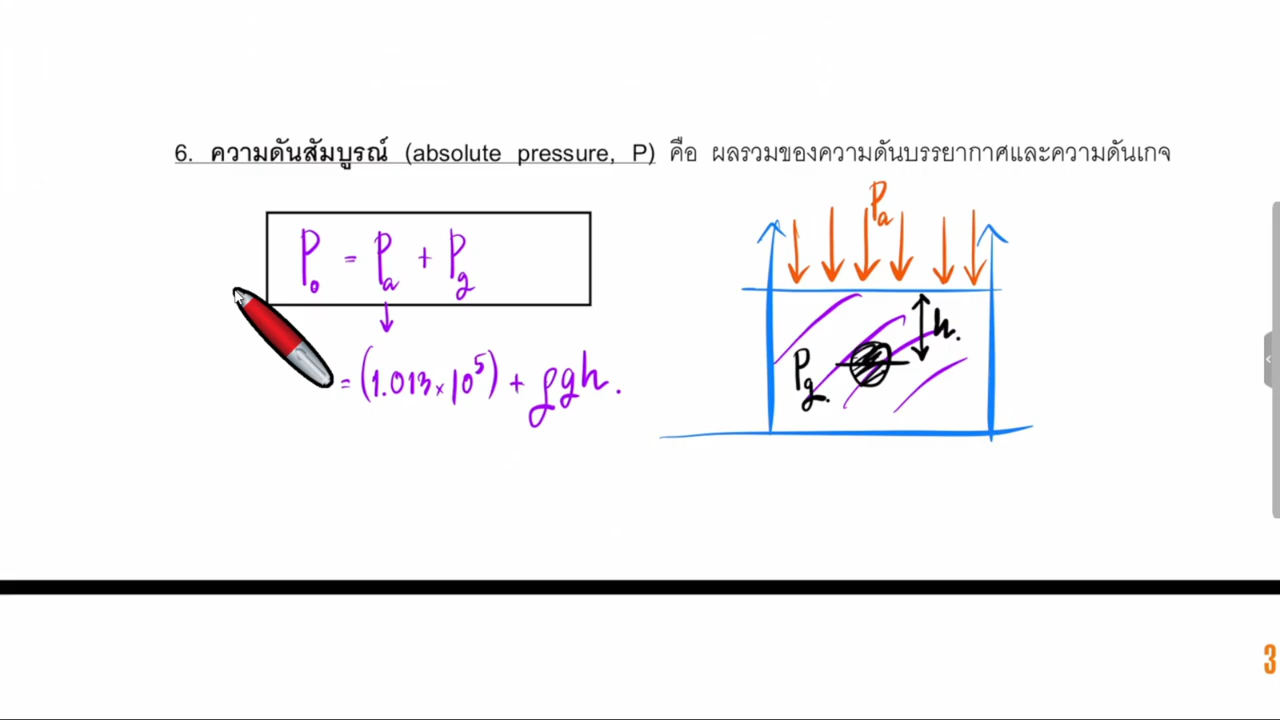 6. ความดันสัมบูรณ์ (absolute pressure, P) คือ ผลรวมของความดันบรรยากาศและความดันเกจ
P₀ = Pₐ + P_g
= (1.013 × 10⁵) + ρgh.
Pₐ
h.
P_g.
3